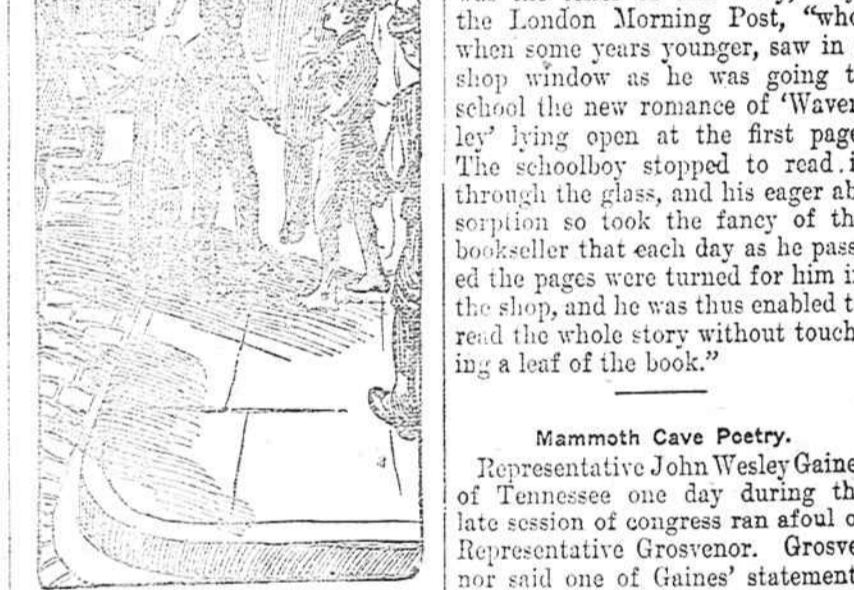 the London Morning Post, “who
when some years younger, saw in
shop window as he was going t
school the new romance of ‘Waver
ley’ lying open at the first page
The schoolboy stopped to read i
through the glass, and his eager ab
sorption so took the fancy of th
bookseller that each day as he pass
ed the pages were turned for him i
the shop, and he was thus enabled t
read the whole story without touch
ing a leaf of the book.”
Mammoth Cave Poetry.
Representative John Wesley Gaine
of Tennessee one day during th
late session of congress ran afoul o
Representative Grosvenor. Grosve
nor said one of Gaines’ statement